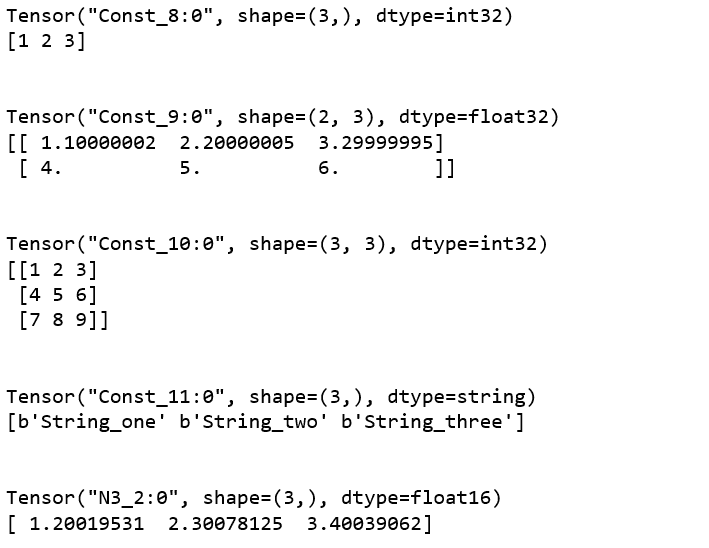 Tensor("Const_8:0", shape=(3,), dtype=int32)
[1 2 3]
Tensor("Const_9:0", shape=(2, 3), dtype=float32)
[[ 1.10000002  2.20000005  3.29999995]
 [ 4.          5.          6.        ]]
Tensor("Const_10:0", shape=(3, 3), dtype=int32)
[[1 2 3]
 [4 5 6]
 [7 8 9]]
Tensor("Const_11:0", shape=(3,), dtype=string)
[b'String_one' b'String_two' b'String_three']
Tensor("N3_2:0", shape=(3,), dtype=float16)
[ 1.20019531  2.30078125  3.40039062]